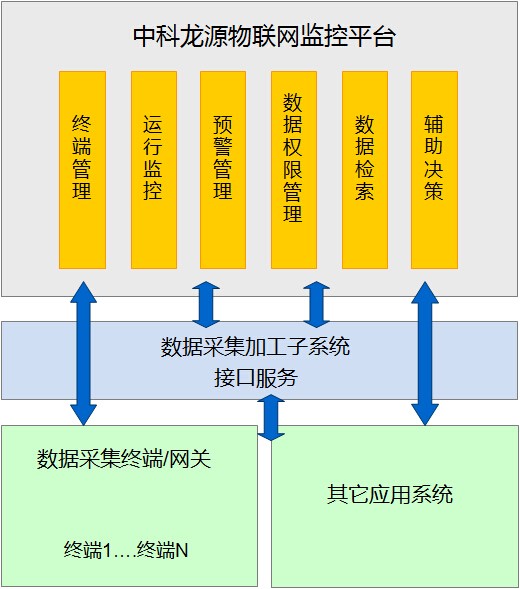 中科龙源物联网监控平台
终端管理
运行监控
预警管理
数据权限管理
数据检索
辅助决策
数据采集加工子系统
接口服务
数据采集终端/网关
终端1….终端N
其它应用系统